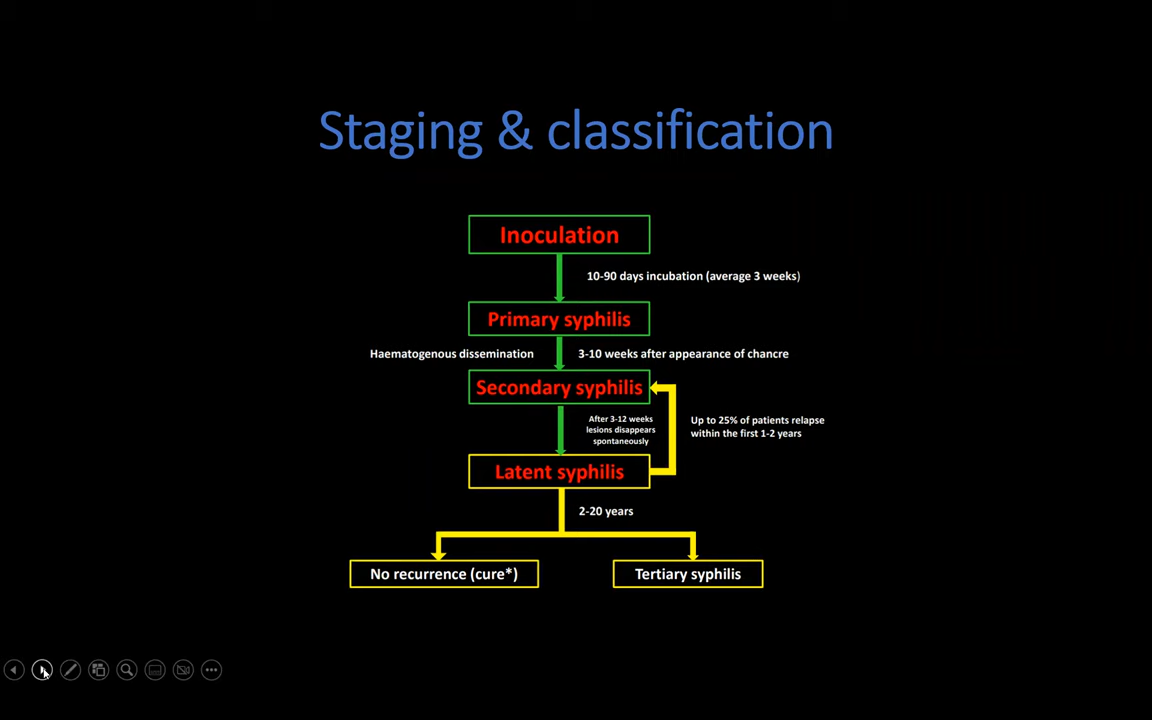 Staging & classification
Inoculation
10-90 days incubation (average 3 weeks)
Primary syphilis
Haematogenous dissemination
3-10 weeks after appearance of chancre
Secondary syphilis
After 3-12 weeks
lesions disappears
spontaneously
Up to 25% of patients relapse
within the first 1-2 years
Latent syphilis
2-20 years
No recurrence (cure*)
Tertiary syphilis